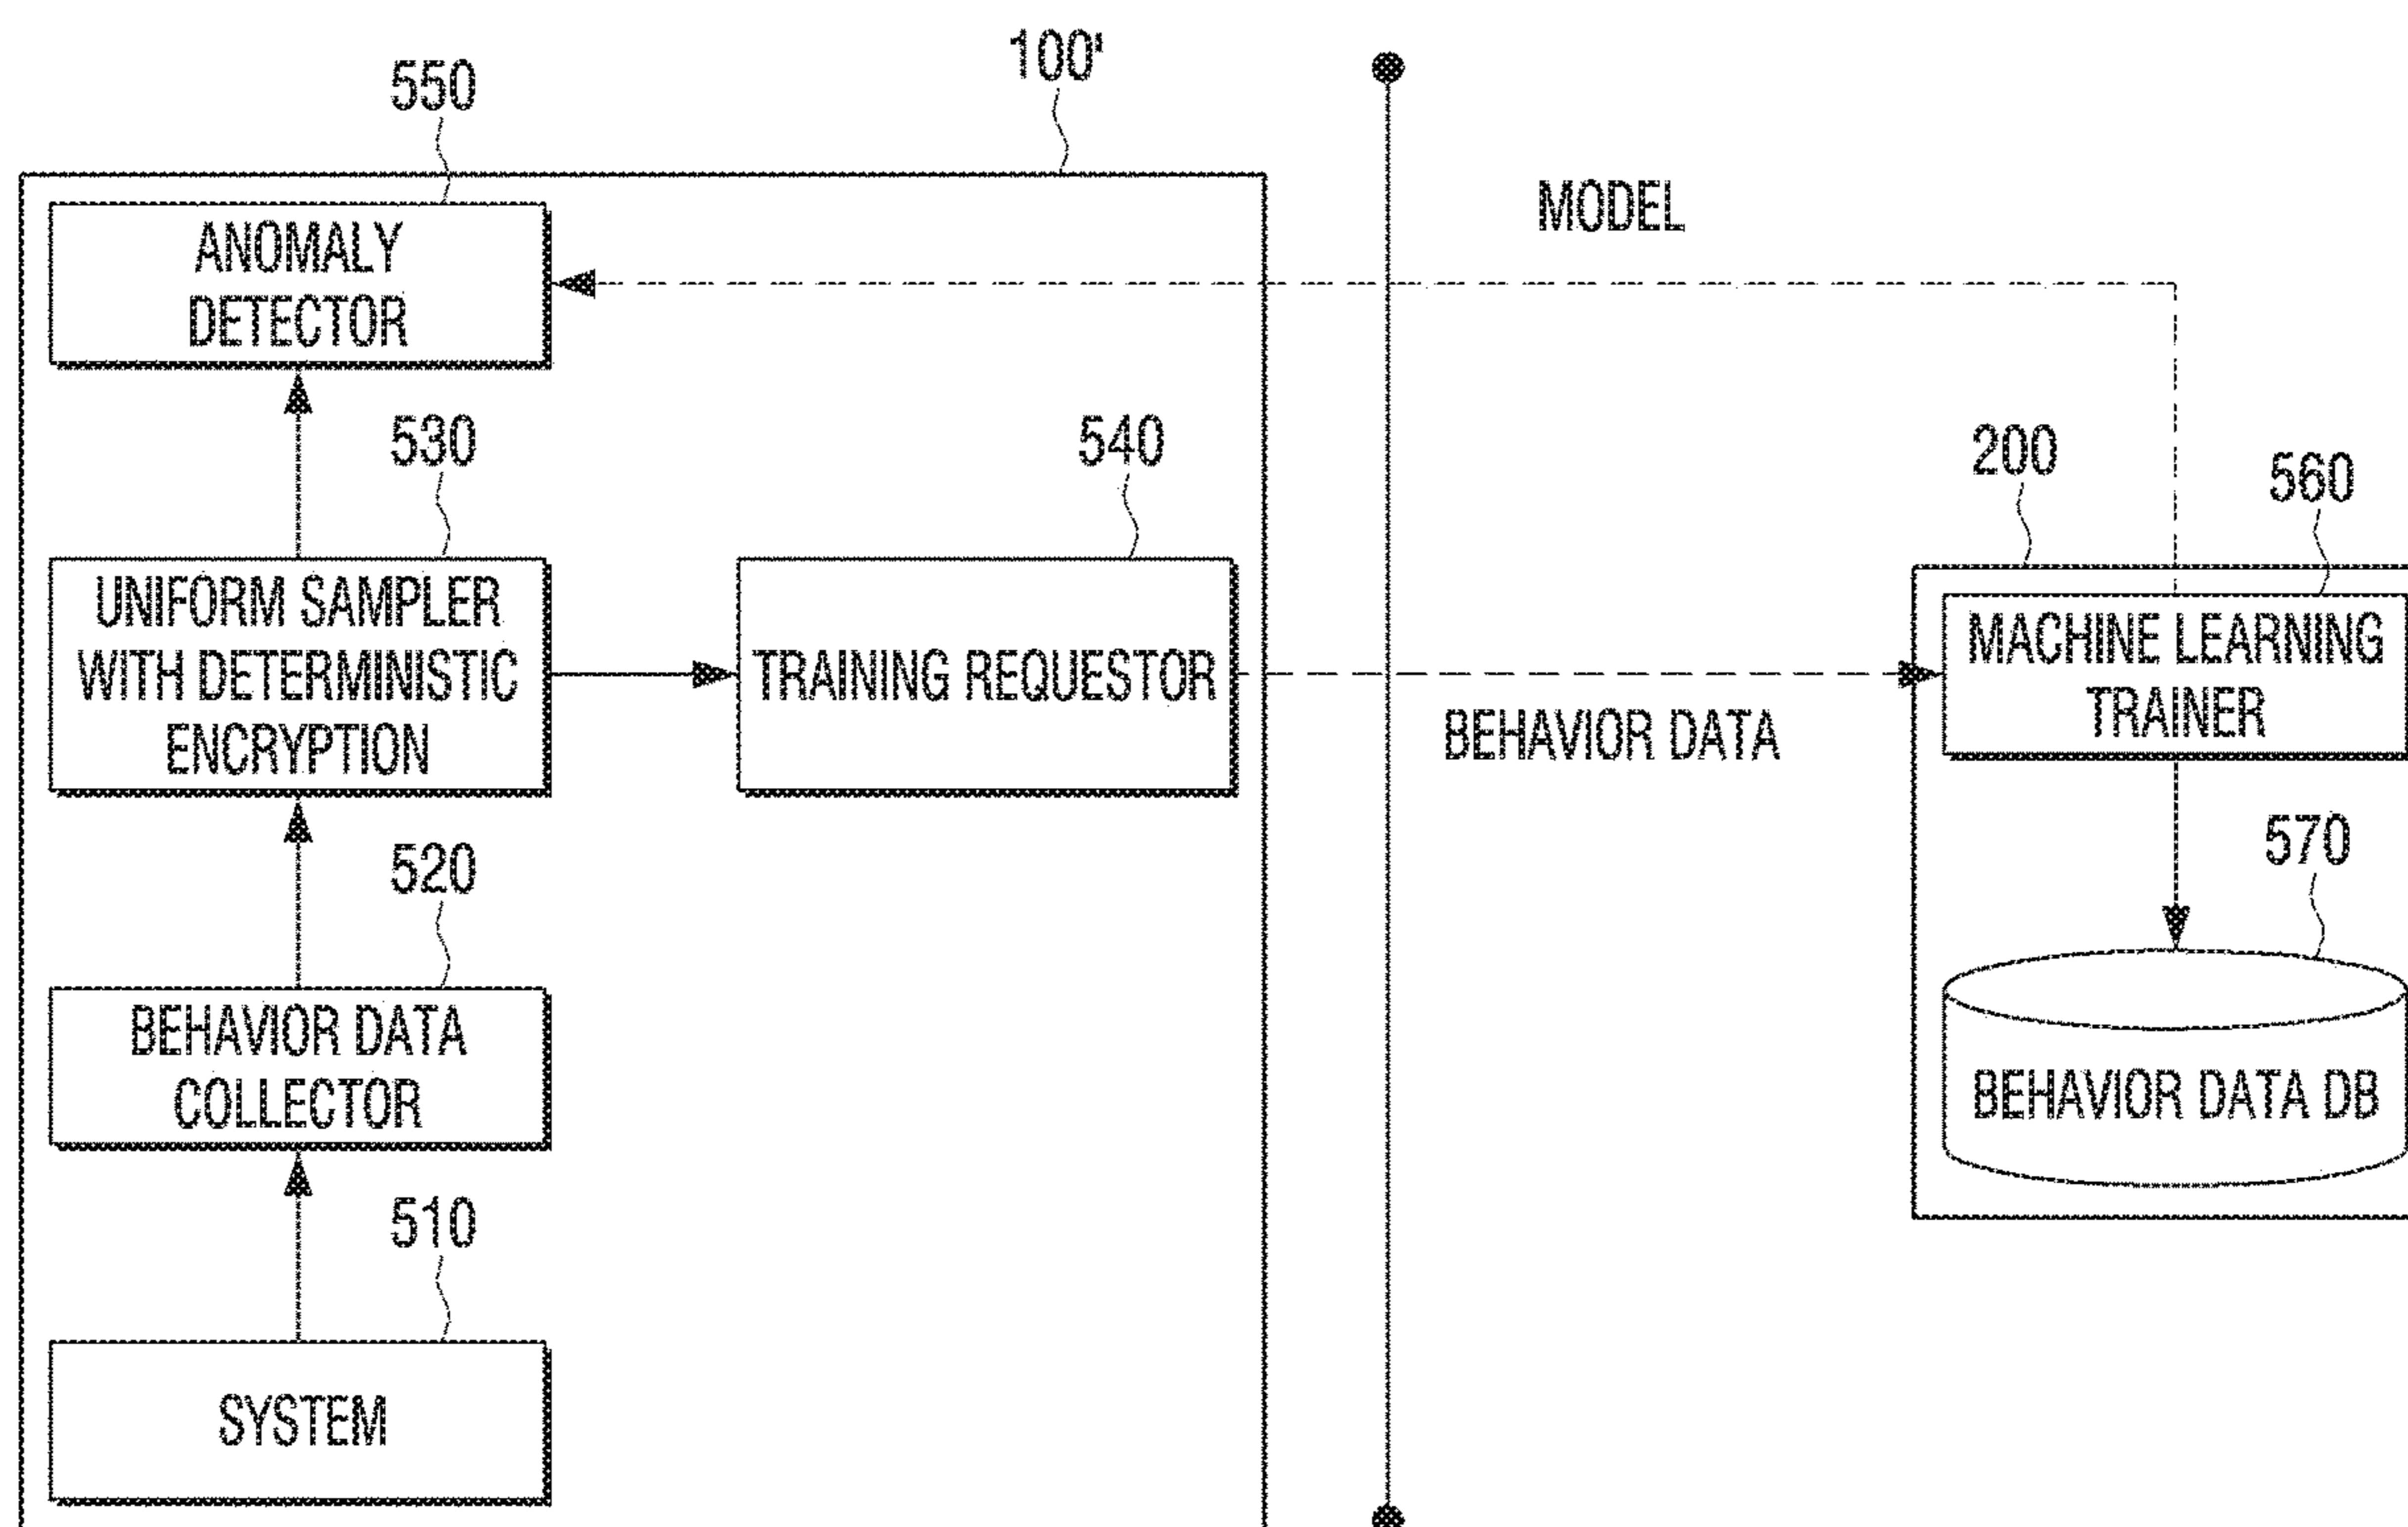 100'
550
MODEL
ANOMALY
DETECTOR
530
540
200
560
UNIFORM SAMPLER
WITH DETERMINISTIC
ENCRYPTION
TRAINING REQUESTOR
MACHINE LEARNING
TRAINER
BEHAVIOR DATA
520
570
BEHAVIOR DATA
COLLECTOR
BEHAVIOR DATA DB
510
SYSTEM